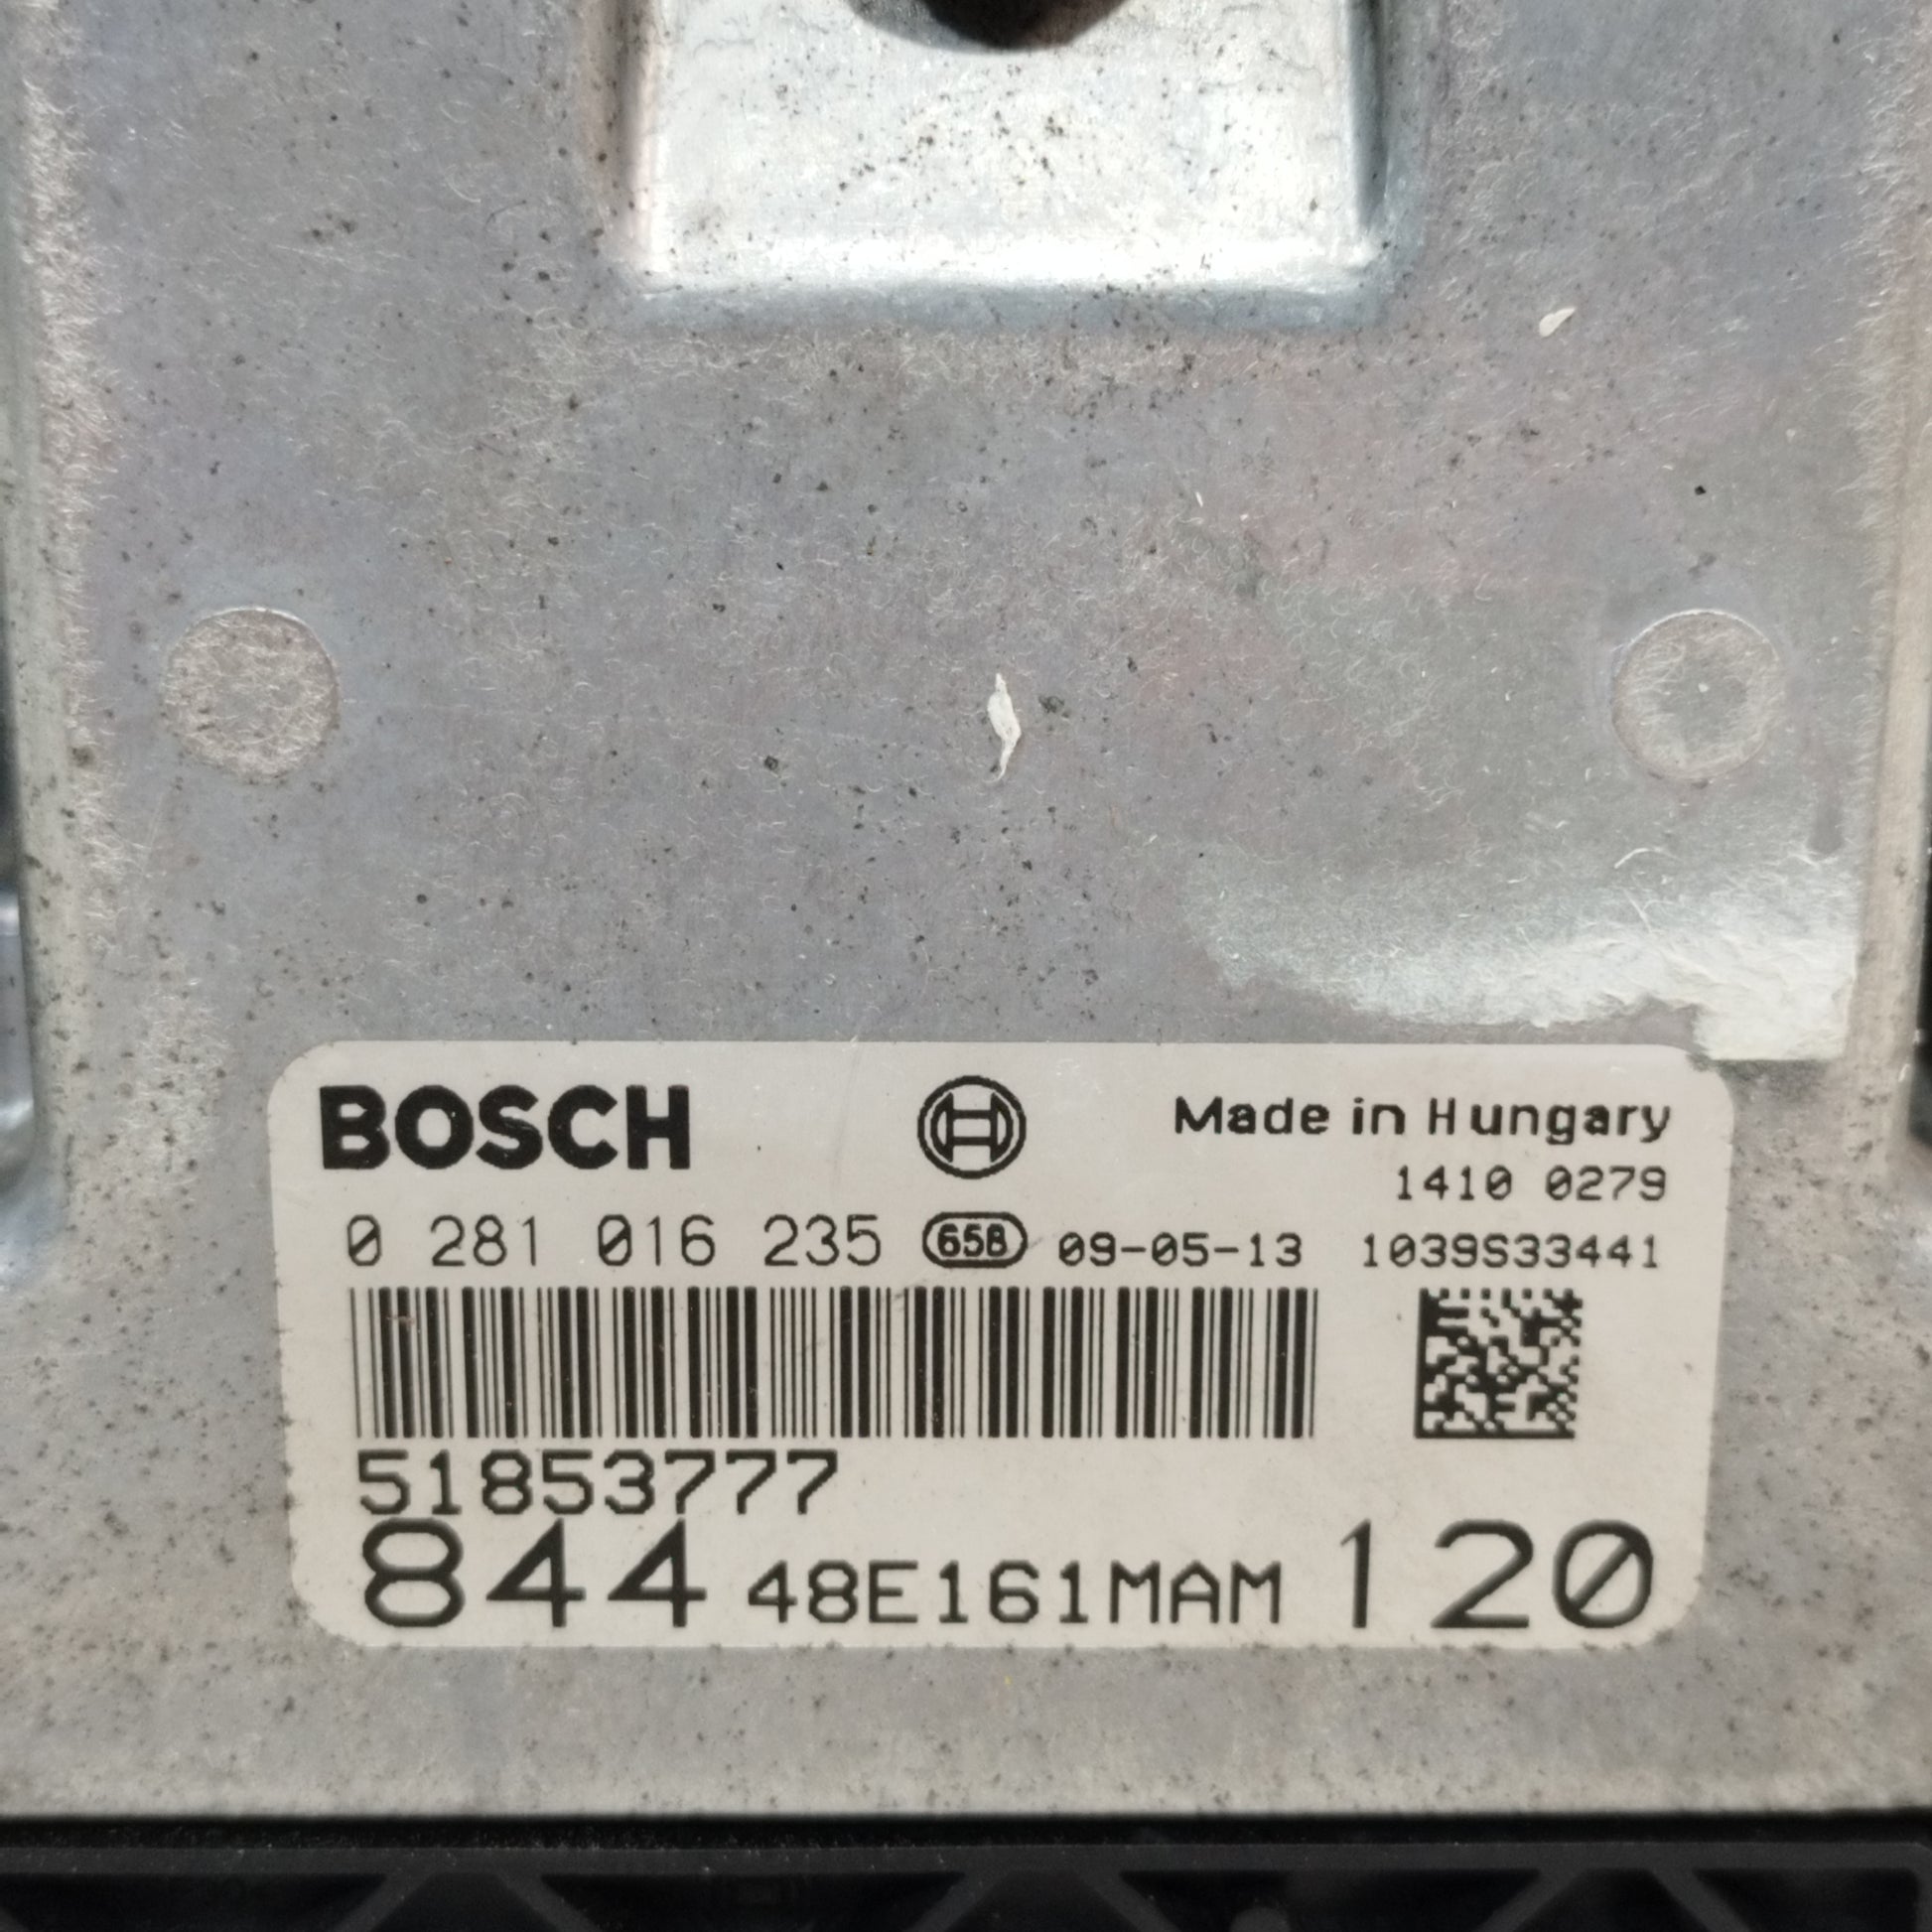 BOSCH Made in Hungary
1410 0279
0 281 016 235 658 09-05-13 1039S33441
51853777
844 48E161MAM 120